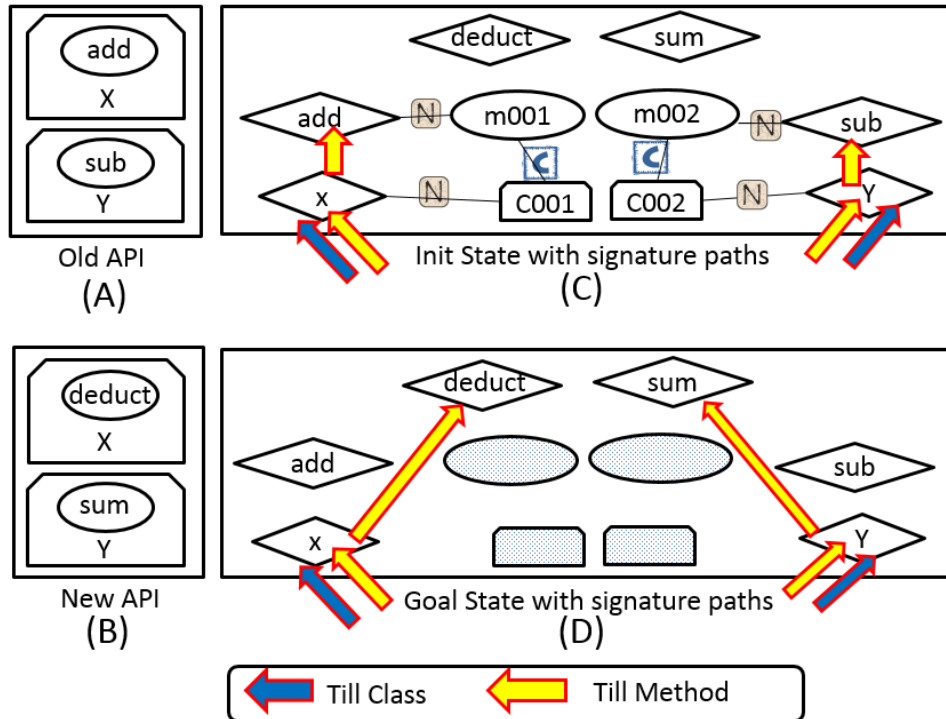 add
X
sub
Y
Old API
(A)
deduct
sum
add
N
m001
m002
N
sub
C
C
x
N
C001
C002
N
Y
Init State with signature paths
(C)
deduct
X
sum
Y
New API
(B)
deduct
sum
add
sub
x
Y
Goal State with signature paths
(D)
Till Class
Till Method